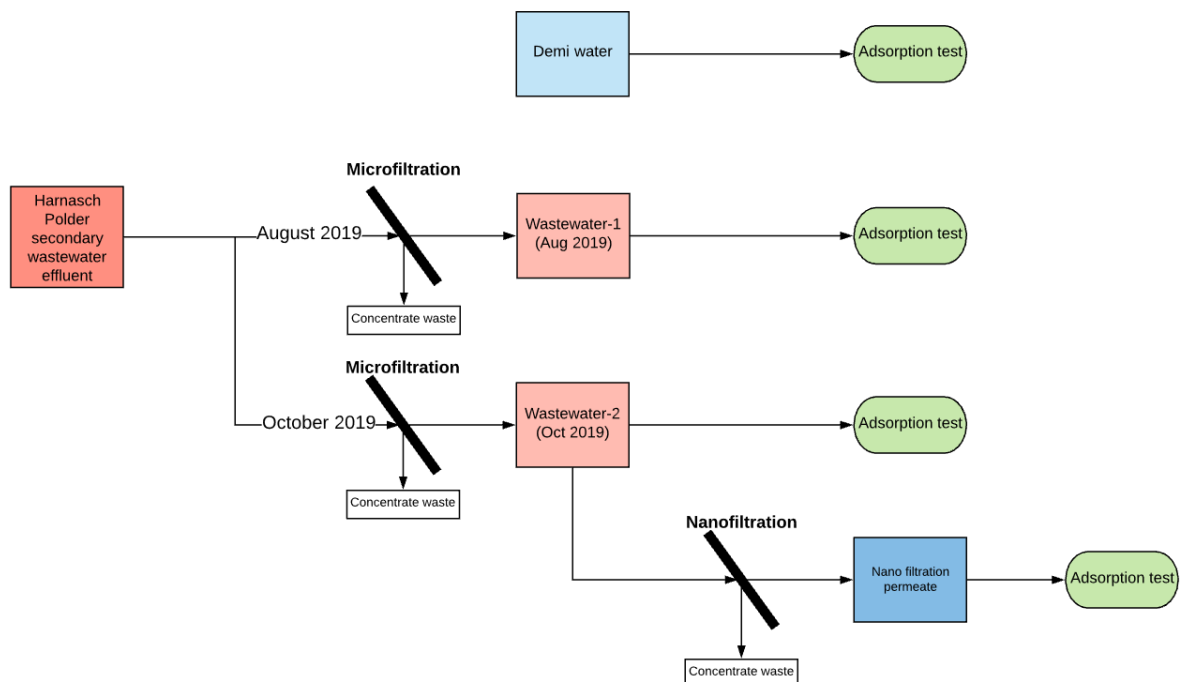 Demi water
Adsorption test
Microfiltration
Harnasch
Polder
secondary
wastewater
effluent
August 2019
Wastewater-1
(Aug 2019)
Adsorption test
Concentrate waste
Microfiltration
October 2019
Wastewater-2
(Oct 2019)
Adsorption test
Concentrate waste
Nanofiltration
Nano filtration
permeate
Adsorption test
Concentrate waste